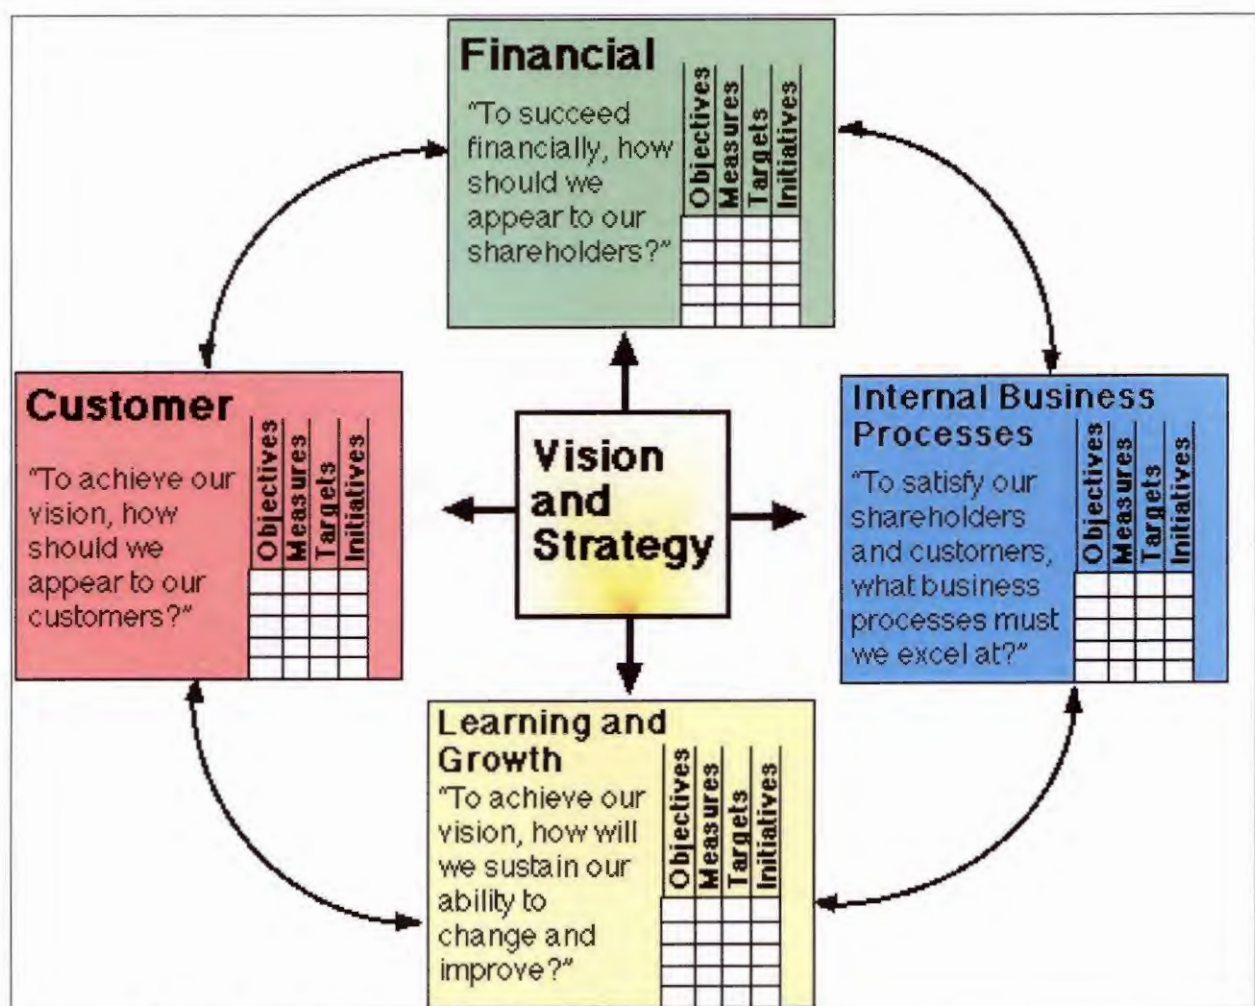 Financial
"To succeed
financially, how
should we
appear to our
shareholders?"
Objectives
Measures
Targets
Initiatives
Customer
"To achieve our
vision, how
should we
appear to our
customers?"
Objectives
Measures
Targets
Initiatives
Vision
and
Strategy
Internal Business
Processes
"To satisfy our
shareholders
and customers,
what business
processes must
we excel at?"
Objectives
Measures
Targets
Initiatives
Learning and
Growth
"To achieve our
vision, how will
we sustain our
ability to
change and
improve?"
Objectives
Measures
Targets
Initiatives